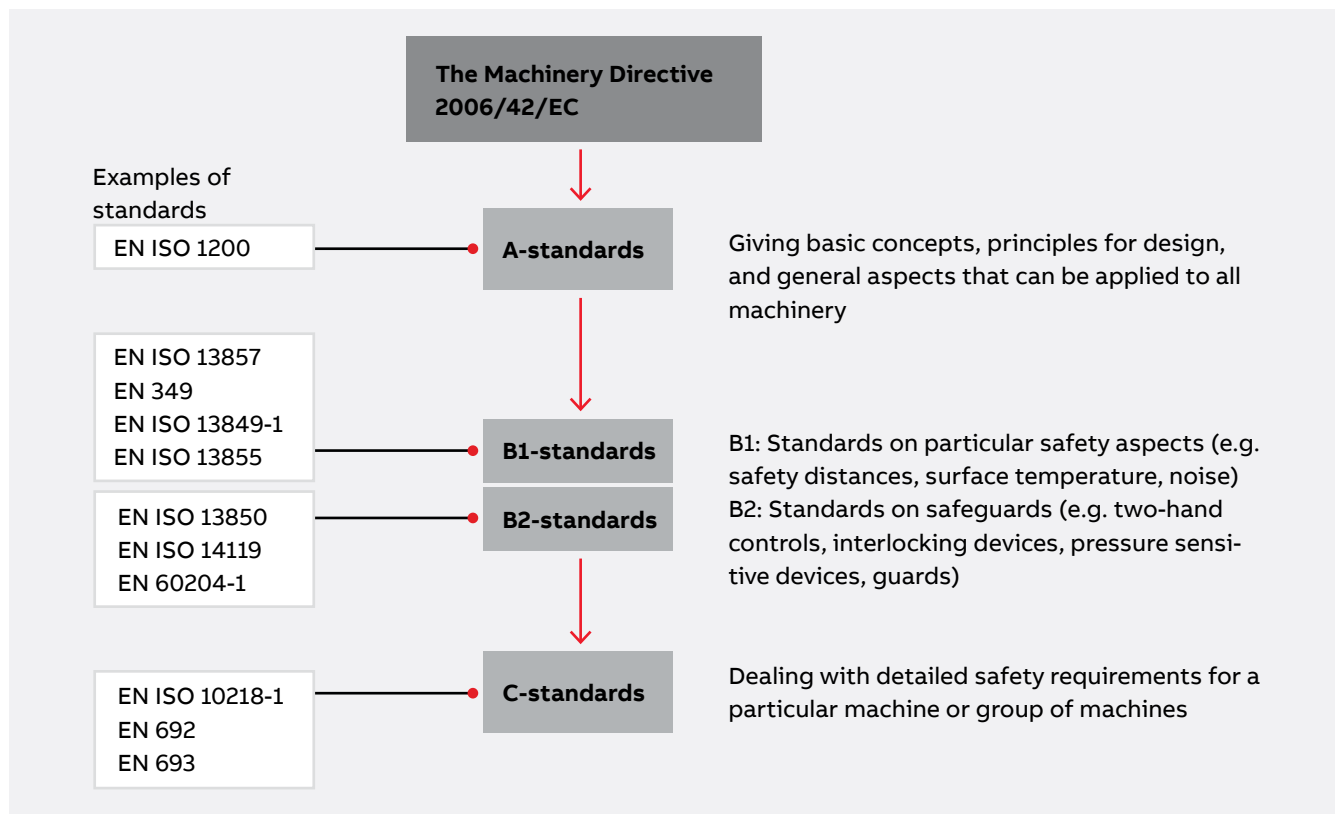 The Machinery Directive
2006/42/EC
Examples of
standards
EN ISO 1200
A-standards
Giving basic concepts, principles for design,
and general aspects that can be applied to all
machinery
EN ISO 13857
EN 349
EN ISO 13849-1
EN ISO 13855
B1-standards
B1: Standards on particular safety aspects (e.g.
safety distances, surface temperature, noise)
EN ISO 13850
EN ISO 14119
EN 60204-1
B2-standards
B2: Standards on safeguards (e.g. two-hand
controls, interlocking devices, pressure sensi-
tive devices, guards)
EN ISO 10218-1
EN 692
EN 693
C-standards
Dealing with detailed safety requirements for a
particular machine or group of machines